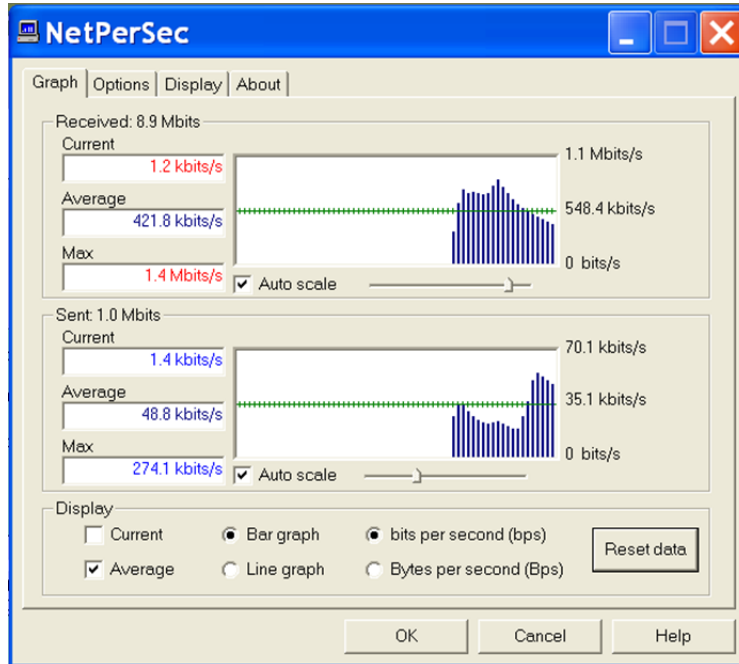 NetPerSec
Graph Options Display About
Received: 8.9 Mbits
Current
1.2 kbits/s
Average
421.8 kbits/s
Max
1.4 Mbits/s
1.1 Mbits/s
548.4 kbits/s
0 bits/s
Auto scale
Sent: 1.0 Mbits
Current
1.4 kbits/s
Average
48.8 kbits/s
Max
274.1 kbits/s
70.1 kbits/s
35.1 kbits/s
0 bits/s
Auto scale
Display
Current Bar graph bits per second (bps)
Average Line graph Bytes per second (Bps)
Reset data
OK Cancel Help